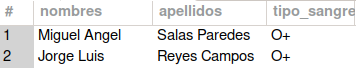 # nombres apellidos tipo_sangre
1 Miguel Angel Salas Paredes O+
2 Jorge Luis Reyes Campos O+